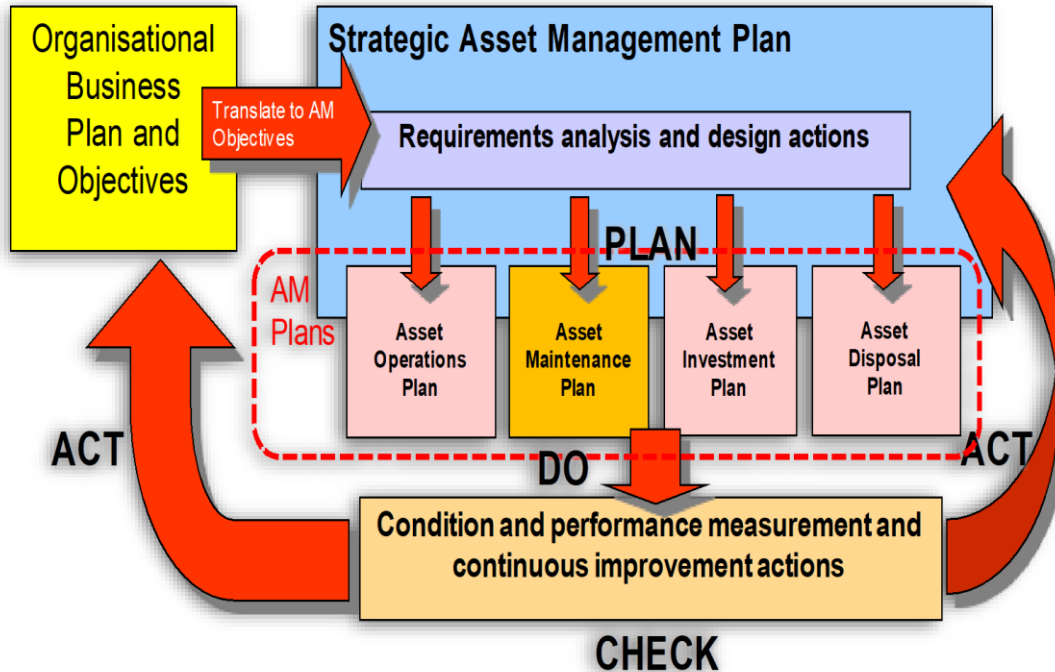 Organisational
Business
Plan and
Objectives
Translate to AM
Objectives
Strategic Asset Management Plan
Requirements analysis and design actions
PLAN
AM
Plans
Asset
Operations
Plan
Asset
Maintenance
Plan
Asset
Investment
Plan
Asset
Disposal
Plan
ACT
DO
ACT
Condition and performance measurement and
continuous improvement actions
CHECK